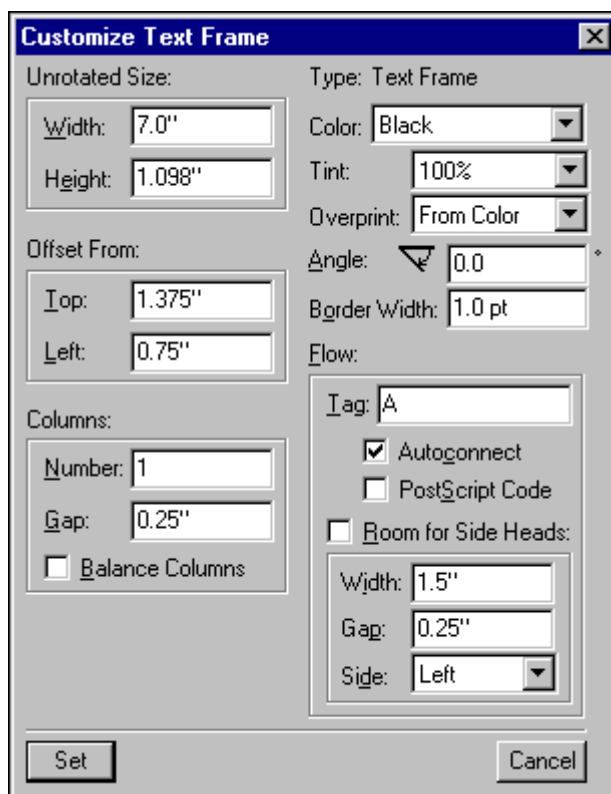 Customize Text Frame
Unrotated Size:
Width: 7.0"
Height: 1.098"
Offset From:
Top: 1.375"
Left: 0.75"
Columns:
Number: 1
Gap: 0.25"
Balance Columns
Type: Text Frame
Color: Black
Tint: 100%
Overprint: From Color
Angle: 0.0 °
Border Width: 1.0 pt
Flow:
Tag: A
Autoconnect
PostScript Code
Room for Side Heads:
Width: 1.5"
Gap: 0.25"
Side: Left
Set
Cancel